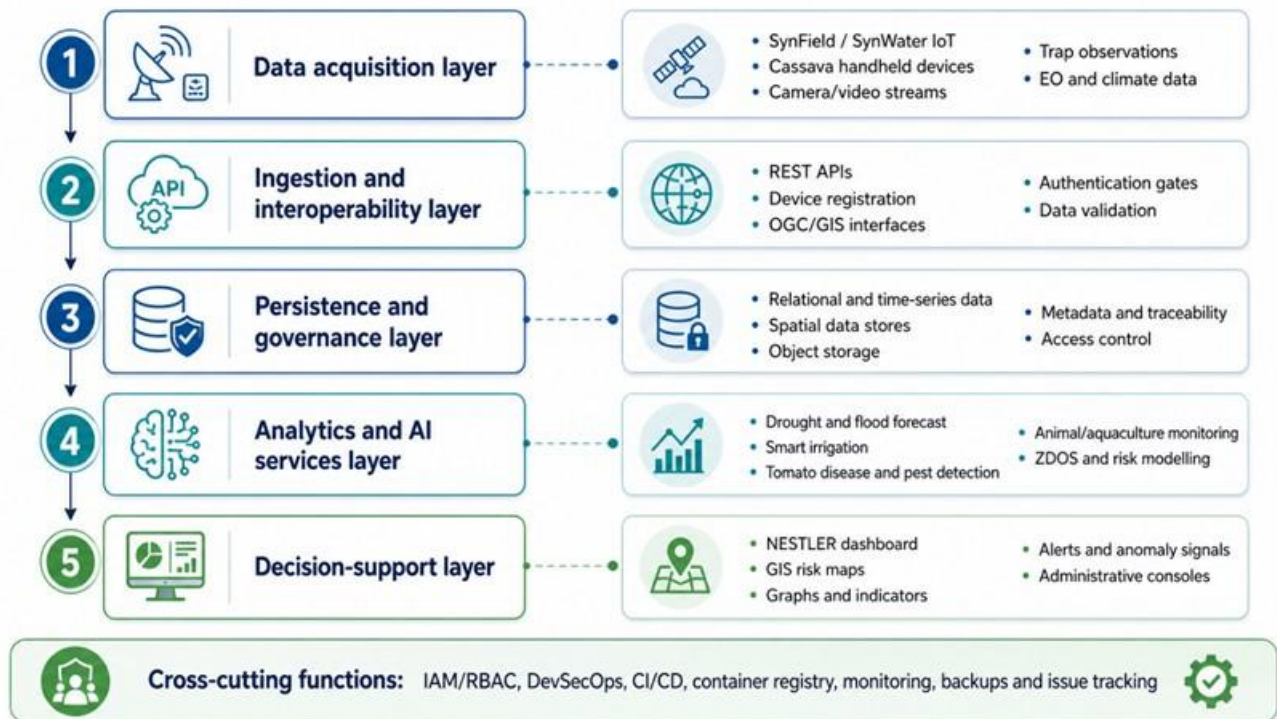 1
Data acquisition layer
• SynField / SynWater IoT
• Cassava handheld devices
• Camera/video streams
• Trap observations
• EO and climate data
2
API
Ingestion and
interoperability layer
• REST APIs
• Device registration
• OGC/GIS interfaces
• Authentication gates
• Data validation
3
Persistence and
governance layer
• Relational and time-series data
• Spatial data stores
• Object storage
• Metadata and traceability
• Access control
4
Analytics and AI
services layer
• Drought and flood forecast
• Smart irrigation
• Tomato disease and pest detection
• Animal/aquaculture monitoring
• ZDOS and risk modelling
5
Decision-support layer
• NESTLER dashboard
• GIS risk maps
• Graphs and indicators
• Alerts and anomaly signals
• Administrative consoles
Cross-cutting functions: IAM/RBAC, DevSecOps, CI/CD, container registry, monitoring, backups and issue tracking